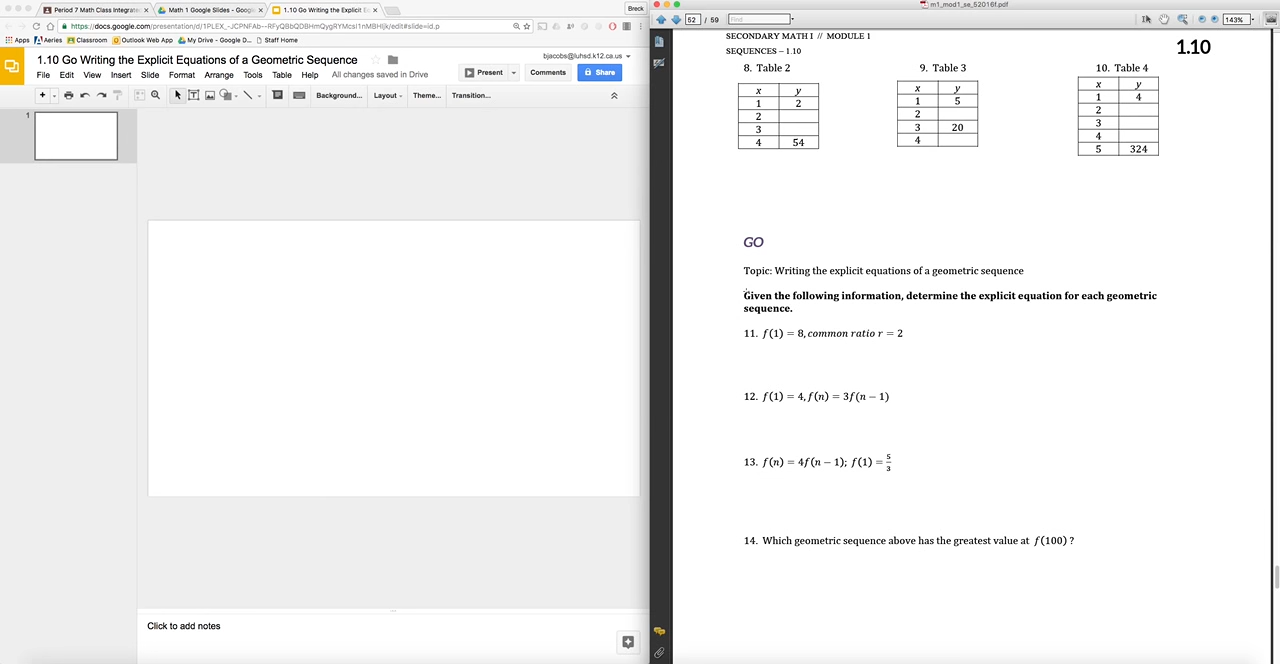 Period 7 Math Class Integrate
Math 1 Google Slides - Google
1.10 Go Writing the Explicit E
Breck
https://docs.google.com/presentation/d/1PLEX_-JCPNFAb--RFyQBbQDBHmQygRYMcsI1nMBHljk/edit#slide=id.p
Apps
Aeries
Classroom
Outlook Web App
My Drive - Google D...
Staff Home
1.10 Go Writing the Explicit Equations of a Geometric Sequence
bjacobs@luhsd.k12.ca.us
File Edit View Insert Slide Format Arrange Tools Table Help All changes saved in Drive
Present
Comments
Share
Background...
Layout
Theme...
Transition...
1
Click to add notes
m1_mod1_se_52016f.pdf
52 / 59
Find
143%
SECONDARY MATH I // MODULE 1
1.10
SEQUENCES – 1.10
8. Table 2
x y
1 2
2
3
4 54
9. Table 3
x y
1 5
2
3 20
4
10. Table 4
x y
1 4
2
3
4
5 324
GO
Topic: Writing the explicit equations of a geometric sequence
Given the following information, determine the explicit equation for each geometric
sequence.
11. f(1) = 8, common ratio r = 2
12. f(1) = 4, f(n) = 3f(n − 1)
13. f(n) = 4f(n − 1); f(1) = 5/3
14. Which geometric sequence above has the greatest value at f(100) ?